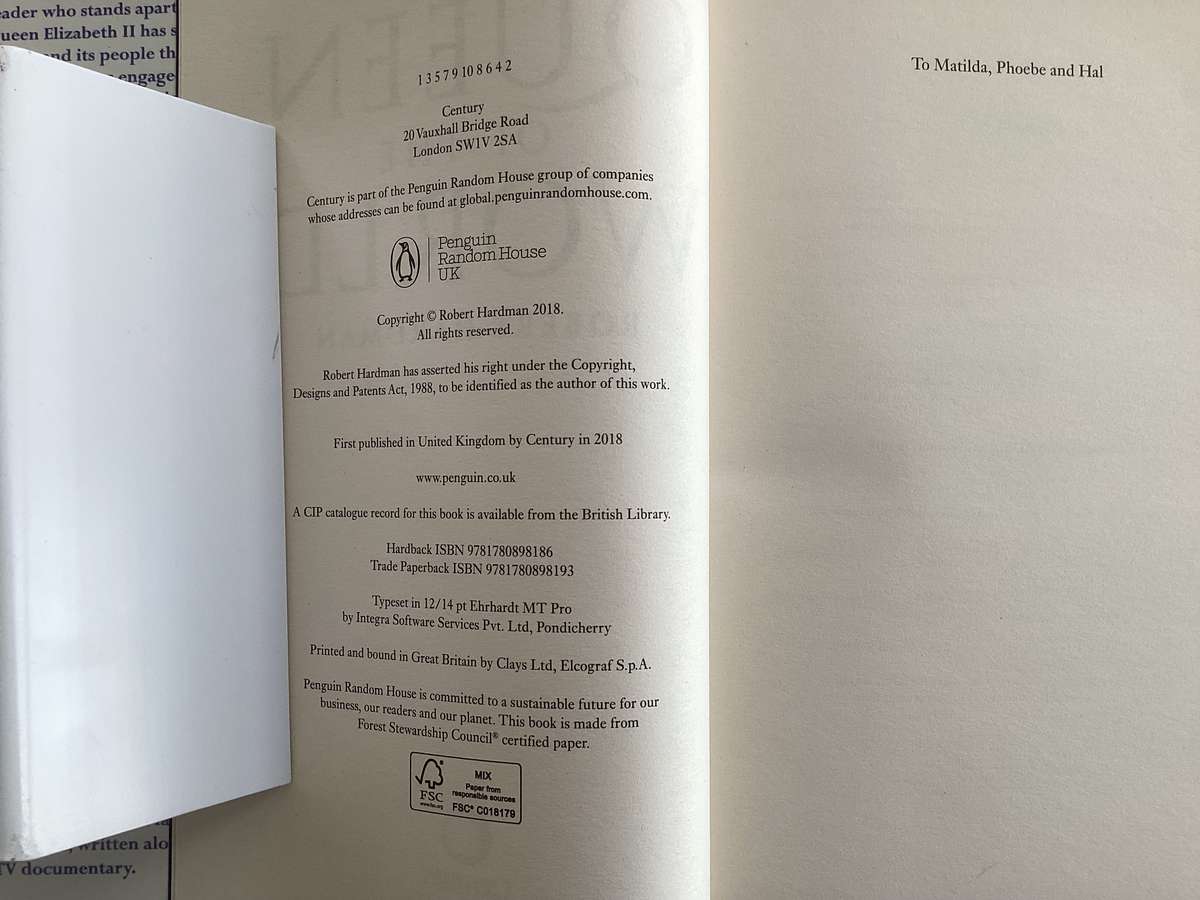 ader who stands apart
ueen Elizabeth II has s
nd its people th
engage
written alo
TV documentary.
1 3 5 7 9 10 8 6 4 2
Century
20 Vauxhall Bridge Road
London SW1V 2SA
Century is part of the Penguin Random House group of companies
whose addresses can be found at global.penguinrandomhouse.com.
Penguin
Random House
UK
Copyright © Robert Hardman 2018.
All rights reserved.
Robert Hardman has asserted his right under the Copyright,
Designs and Patents Act, 1988, to be identified as the author of this work.
First published in United Kingdom by Century in 2018
www.penguin.co.uk
A CIP catalogue record for this book is available from the British Library.
Hardback ISBN 9781780898186
Trade Paperback ISBN 9781780898193
Typeset in 12/14 pt Ehrhardt MT Pro
by Integra Software Services Pvt. Ltd, Pondicherry
Printed and bound in Great Britain by Clays Ltd, Elcograf S.p.A.
Penguin Random House is committed to a sustainable future for our
business, our readers and our planet. This book is made from
Forest Stewardship Council® certified paper.
FSC
www.fsc.org
MIX
Paper from
responsible sources
FSC® C018179
To Matilda, Phoebe and Hal